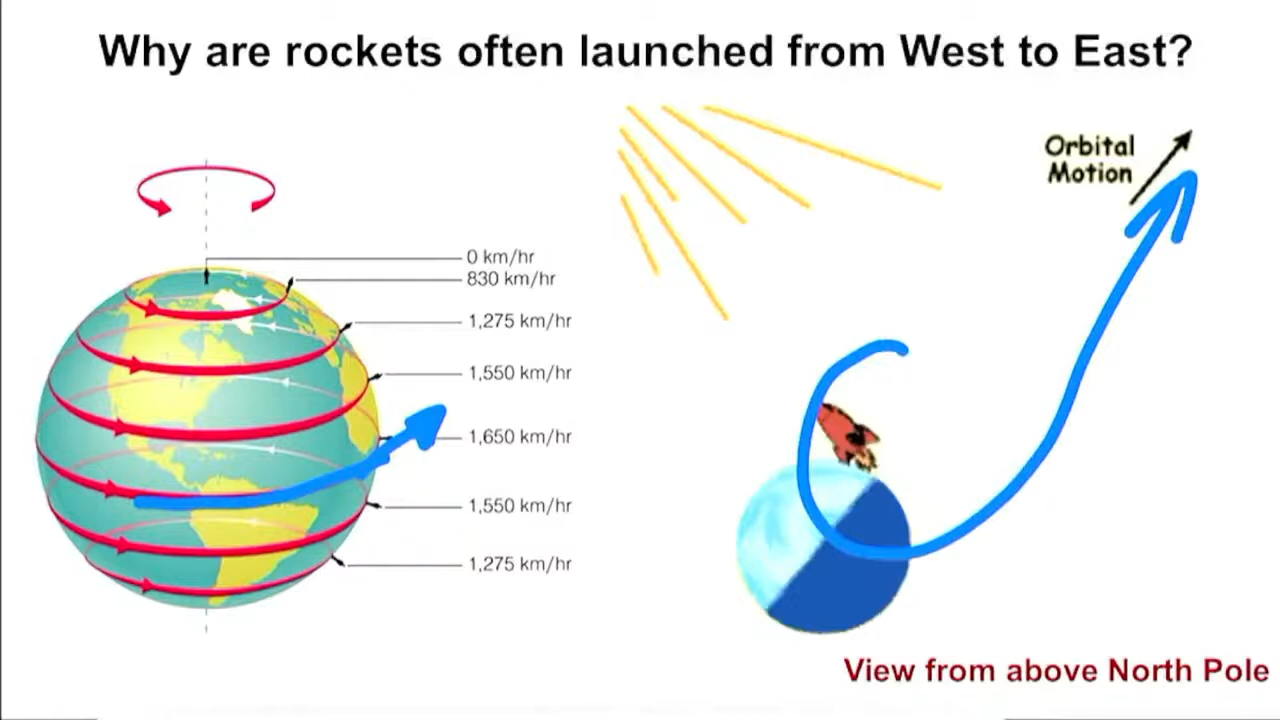 Why are rockets often launched from West to East?
Orbital
Motion
0 km/hr
830 km/hr
1,275 km/hr
1,550 km/hr
1,650 km/hr
1,550 km/hr
1,275 km/hr
View from above North Pole